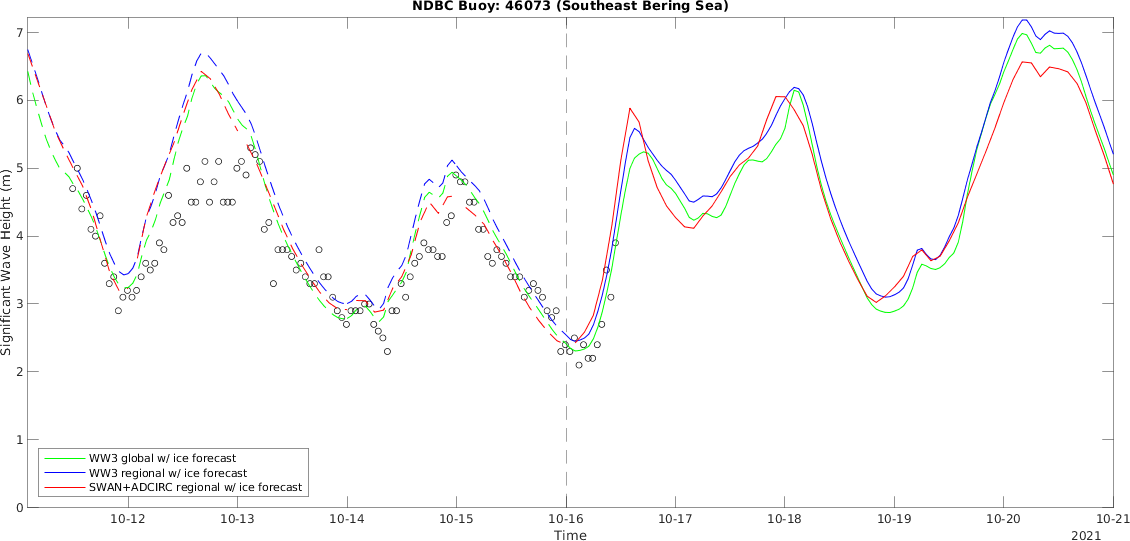 NDBC Buoy: 46073 (Southeast Bering Sea)
7
6
5
4
3
2
1
0
Significant Wave Height (m)
WW3 global w/ ice forecast
WW3 regional w/ ice forecast
SWAN+ADCIRC regional w/ ice forecast
10-12 10-13 10-14 10-15 10-16 10-17 10-18 10-19 10-20 10-21
Time
2021